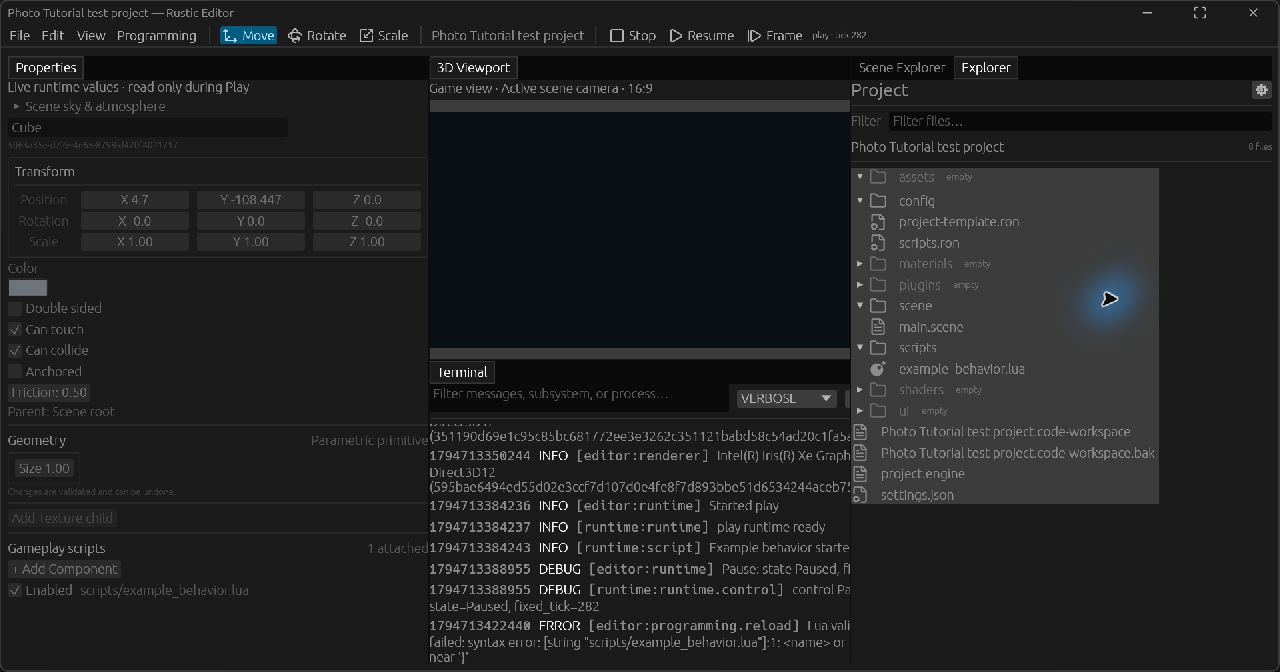 Photo Tutorial test project — Rustic Editor
File Edit View Programming Move Rotate Scale Photo Tutorial test project Stop Resume Frame play · tick 282
Properties
Live runtime values · read only during Play
Scene sky & atmosphere
Cube
Transform
Position X 4.7 Y -108.447 Z 0.0
Rotation X 0.0 Y 0.0 Z 0.0
Scale X 1.00 Y 1.00 Z 1.00
Color
Double sided
Can touch
Can collide
Anchored
Friction: 0.50
Parent: Scene root
Geometry Parametric primitive
Size 1.00
Changes are validated and can be undone.
Add Texture child
Gameplay scripts 1 attached
+ Add Component
Enabled scripts/example_behavior.lua
3D Viewport
Game view · Active scene camera · 16:9
Terminal
Filter messages, subsystem, or process…
VERBOSE
(351190d69e1c95c85bc681772ee3e3262c351121babd58c54ad20c1fa5
1794713350244 INFO [editor:renderer] Intel(R) Iris(R) Xe Graph
Direct3D12
(595bae6494ed55d02e3ccf7d107d0e4fe8f7d893bbe51d6534244aceb75
1794713384236 INFO [editor:runtime] Started play
1794713384237 INFO [runtime:runtime] play runtime ready
1794713384243 INFO [runtime:script] Example behavior starte
1794713388955 DEBUG [editor:runtime] Pause: state Paused, fi
1794713388955 DEBUG [runtime:runtime.control] control Pa
state=Paused, fixed_tick=282
1794713422440 ERROR [editor:programming.reload] Lua vali
failed: syntax error: [string "scripts/example_behavior.lua"]:1: <name> or
near '}'
Scene Explorer Explorer
Project
Filter Filter files…
Photo Tutorial test project 8 files
assets empty
config
project-template.ron
scripts.ron
materials empty
plugins empty
scene
main.scene
scripts
example_behavior.lua
shaders empty
ui empty
Photo Tutorial test project.code-workspace
Photo Tutorial test project.code-workspace.bak
project.engine
settings.json